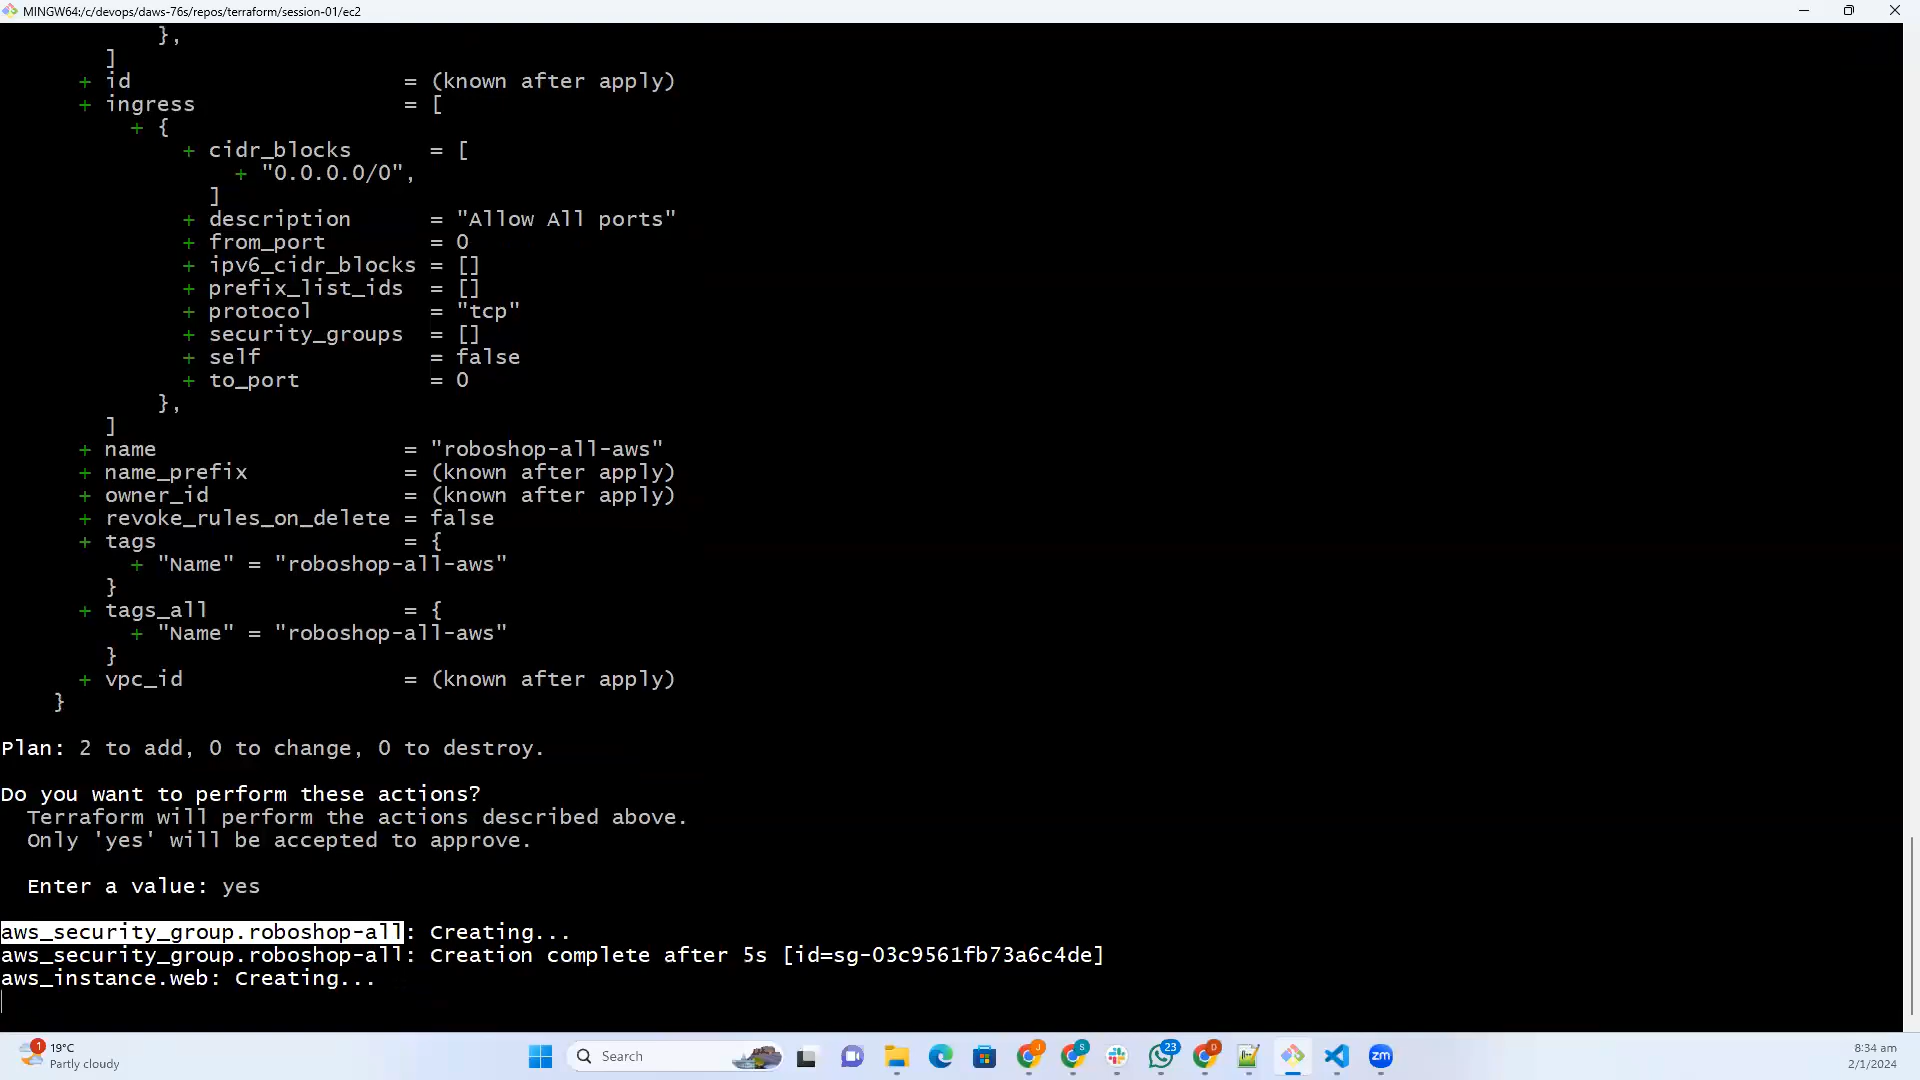 MINGW64:/c/devops/daws-76s/repos/terraform/session-01/ec2
},
]
+ id = (known after apply)
+ ingress = [
+ {
+ cidr_blocks = [
+ "0.0.0.0/0",
]
+ description = "Allow All ports"
+ from_port = 0
+ ipv6_cidr_blocks = []
+ prefix_list_ids = []
+ protocol = "tcp"
+ security_groups = []
+ self = false
+ to_port = 0
},
]
+ name = "roboshop-all-aws"
+ name_prefix = (known after apply)
+ owner_id = (known after apply)
+ revoke_rules_on_delete = false
+ tags = {
+ "Name" = "roboshop-all-aws"
}
+ tags_all = {
+ "Name" = "roboshop-all-aws"
}
+ vpc_id = (known after apply)
}
Plan: 2 to add, 0 to change, 0 to destroy.
Do you want to perform these actions?
Terraform will perform the actions described above.
Only 'yes' will be accepted to approve.
Enter a value: yes
aws_security_group.roboshop-all: Creating...
aws_security_group.roboshop-all: Creation complete after 5s [id=sg-03c9561fb73a6c4de]
aws_instance.web: Creating...
1
19°C
Partly cloudy
Search
J
S
23
D
zm
8:34 am
2/1/2024